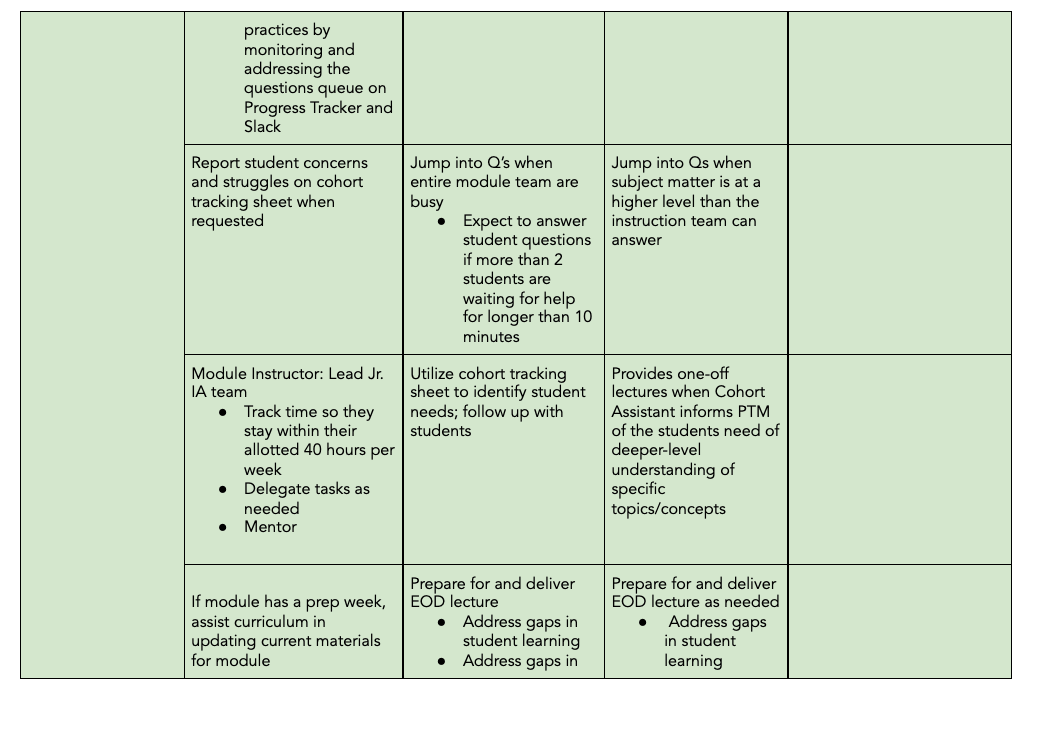 practices by
monitoring and
addressing the
questions queue on
Progress Tracker and
Slack
Report student concerns
and struggles on cohort
tracking sheet when
requested
Jump into Q’s when
entire module team are
busy
● Expect to answer
student questions
if more than 2
students are
waiting for help
for longer than 10
minutes
Jump into Qs when
subject matter is at a
higher level than the
instruction team can
answer
Module Instructor: Lead Jr.
IA team
● Track time so they
stay within their
allotted 40 hours per
week
● Delegate tasks as
needed
● Mentor
Utilize cohort tracking
sheet to identify student
needs; follow up with
students
Provides one-off
lectures when Cohort
Assistant informs PTM
of the students need of
deeper-level
understanding of
specific
topics/concepts
If module has a prep week,
assist curriculum in
updating current materials
for module
Prepare for and deliver
EOD lecture
● Address gaps in
student learning
● Address gaps in
Prepare for and deliver
EOD lecture as needed
● Address gaps
in student
learning